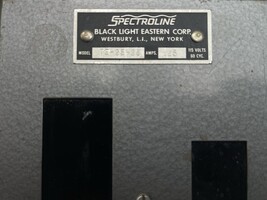 SPECTROLINE
BLACK LIGHT EASTERN CORP.
WESTBURY, L.I., NEW YORK
MODEL AMPS. 115 VOLTS
60 CYC.